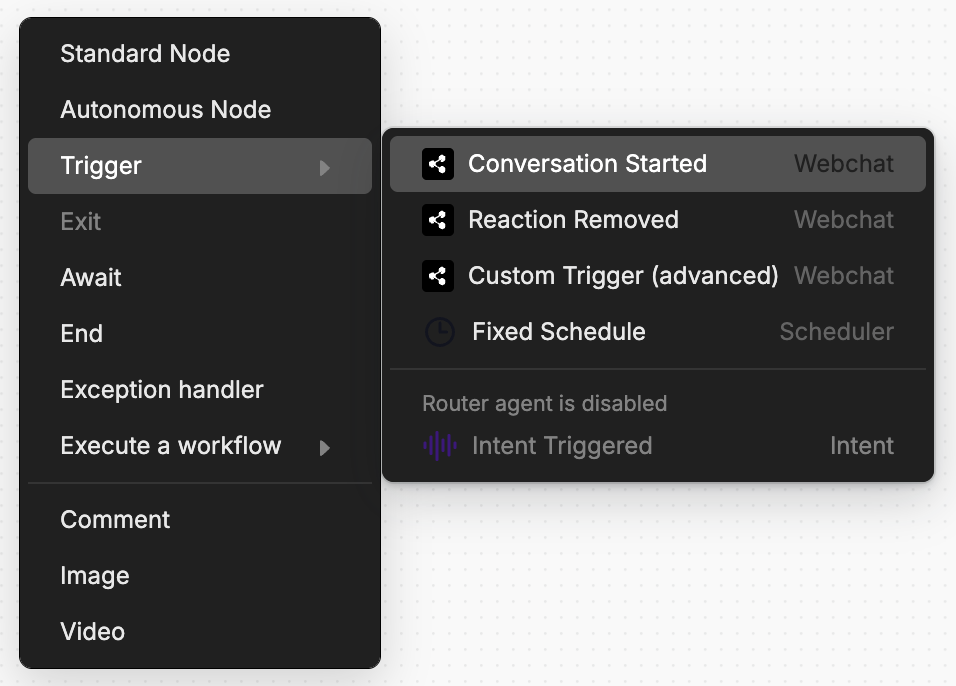 Standard Node
Autonomous Node
Trigger
Exit
Await
End
Exception handler
Execute a workflow
Comment
Image
Video
Conversation Started Webchat
Reaction Removed Webchat
Custom Trigger (advanced) Webchat
Fixed Schedule Scheduler
Router agent is disabled
Intent Triggered Intent